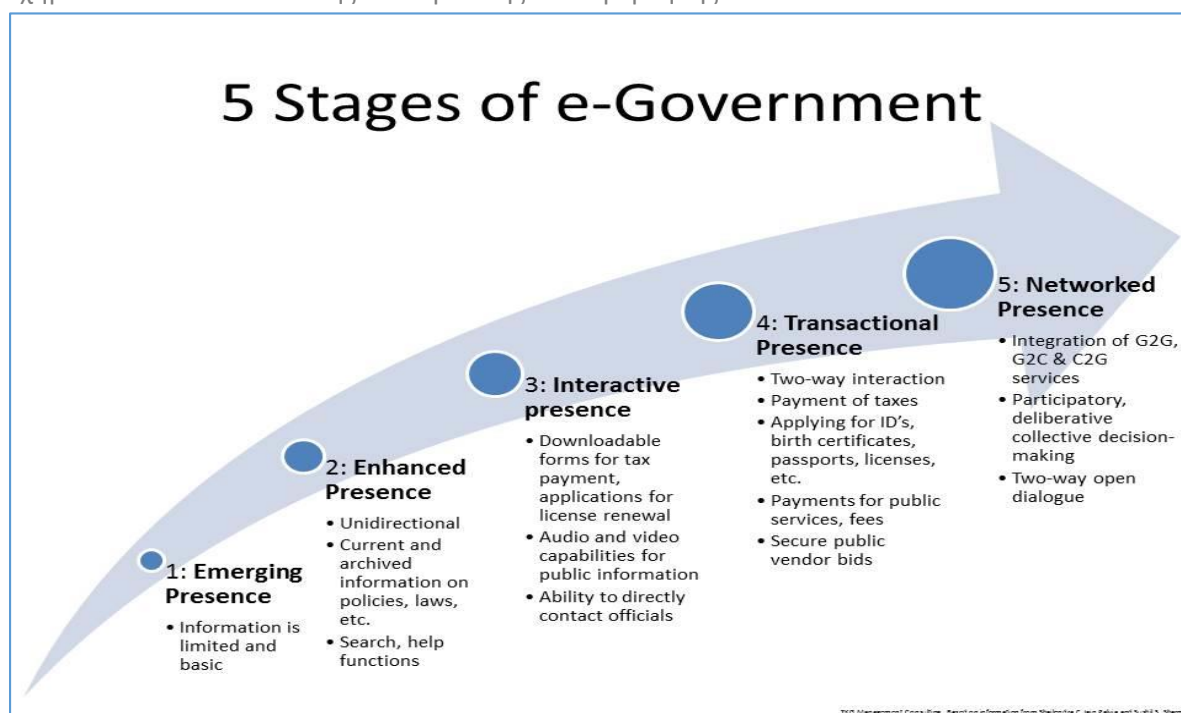 5 Stages of e-Government
1: Emerging
Presence
• Information is
limited and
basic
2: Enhanced
Presence
• Unidirectional
• Current and
archived
information on
policies, laws,
etc.
• Search, help
functions
3: Interactive
presence
• Downloadable
forms for tax
payment,
applications for
license renewal
• Audio and video
capabilities for
public information
• Ability to directly
contact officials
4: Transactional
Presence
• Two-way interaction
• Payment of taxes
• Applying for ID's,
birth certificates,
passports, licenses,
etc.
• Payments for public
services, fees
• Secure public
vendor bids
5: Networked
Presence
• Integration of G2G,
G2C & C2G
services
• Participatory,
deliberative
collective decision-
making
• Two-way open
dialogue